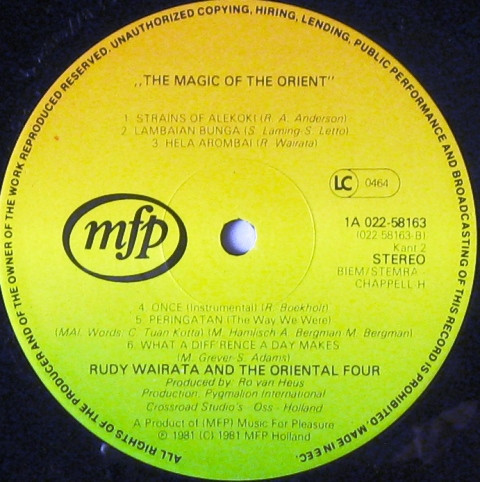 ALL RIGHTS OF THE PRODUCER AND OF THE OWNER OF THE WORK REPRODUCED RESERVED. UNAUTHORIZED COPYING, HIRING, LENDING, PUBLIC PERFORMANCE AND BROADCASTING OF THIS RECORD IS PROHIBITED. MADE IN EEC.
,,THE MAGIC OF THE ORIENT"
1. STRAINS OF ALEKOKI (R. A. Anderson)
2. LAMBAIAN BUNGA (S. Laming-S. Letto)
3. HELA AROMBAI (R. Wairata)
LC 0464
mfp
1A 022-58163
(022-58163-B)
Kant 2
STEREO
BIEM/STEMRA
CHAPPELL-H
4. ONCE (Instrumental) (R. Boekholt)
5. PERINGATAN (The Way We Were)
(MAI. Words. C. Tuan Kotta) (M. Hamlisch A. Bergman M. Bergman)
6. WHAT A DIFFERENCE A DAY MAKES
(M. Grever-S. Adams)
RUDY WAIRATA AND THE ORIENTAL FOUR
Produced by: Ro van Heus
Production: Pygmalion International
Crossroad Studio's - Oss - Holland
A Product of (MFP) Music For Pleasure
℗ 1981 (C) 1981 MFP Holland